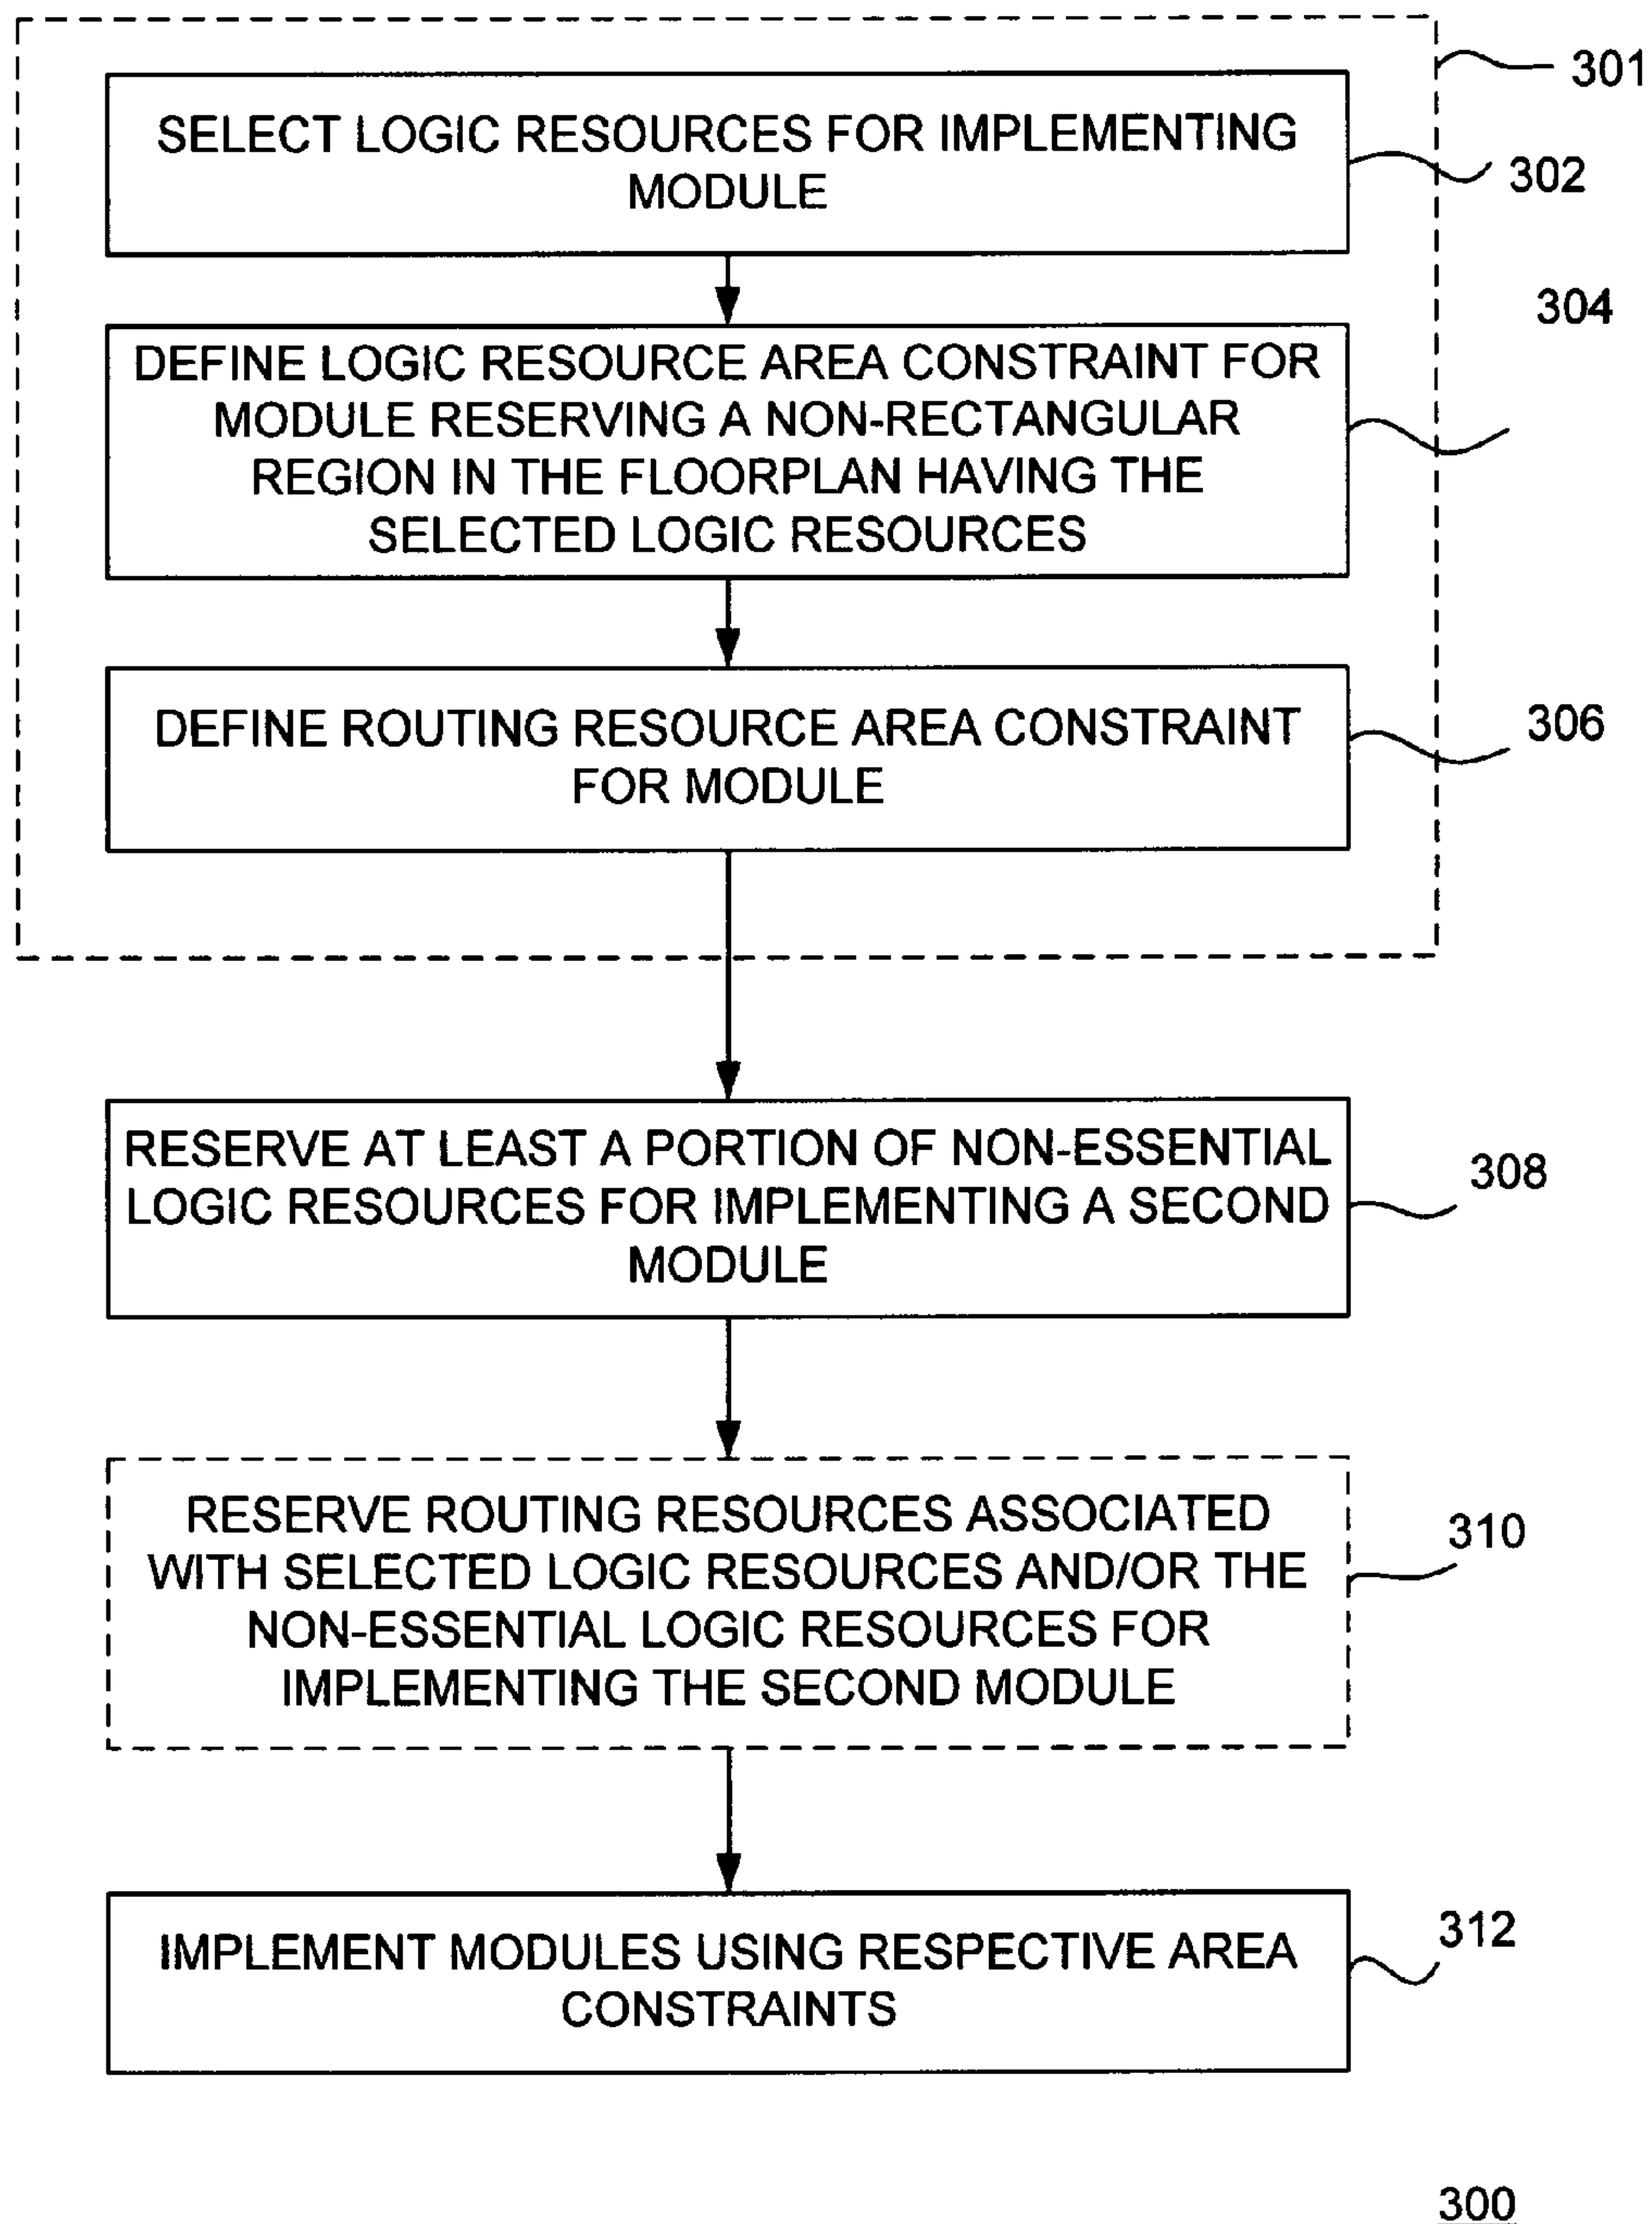 301
SELECT LOGIC RESOURCES FOR IMPLEMENTING
MODULE
302
304
DEFINE LOGIC RESOURCE AREA CONSTRAINT FOR
MODULE RESERVING A NON-RECTANGULAR
REGION IN THE FLOORPLAN HAVING THE
SELECTED LOGIC RESOURCES
DEFINE ROUTING RESOURCE AREA CONSTRAINT
FOR MODULE
306
RESERVE AT LEAST A PORTION OF NON-ESSENTIAL
LOGIC RESOURCES FOR IMPLEMENTING A SECOND
MODULE
308
RESERVE ROUTING RESOURCES ASSOCIATED
WITH SELECTED LOGIC RESOURCES AND/OR THE
NON-ESSENTIAL LOGIC RESOURCES FOR
IMPLEMENTING THE SECOND MODULE
310
IMPLEMENT MODULES USING RESPECTIVE AREA
CONSTRAINTS
312
300